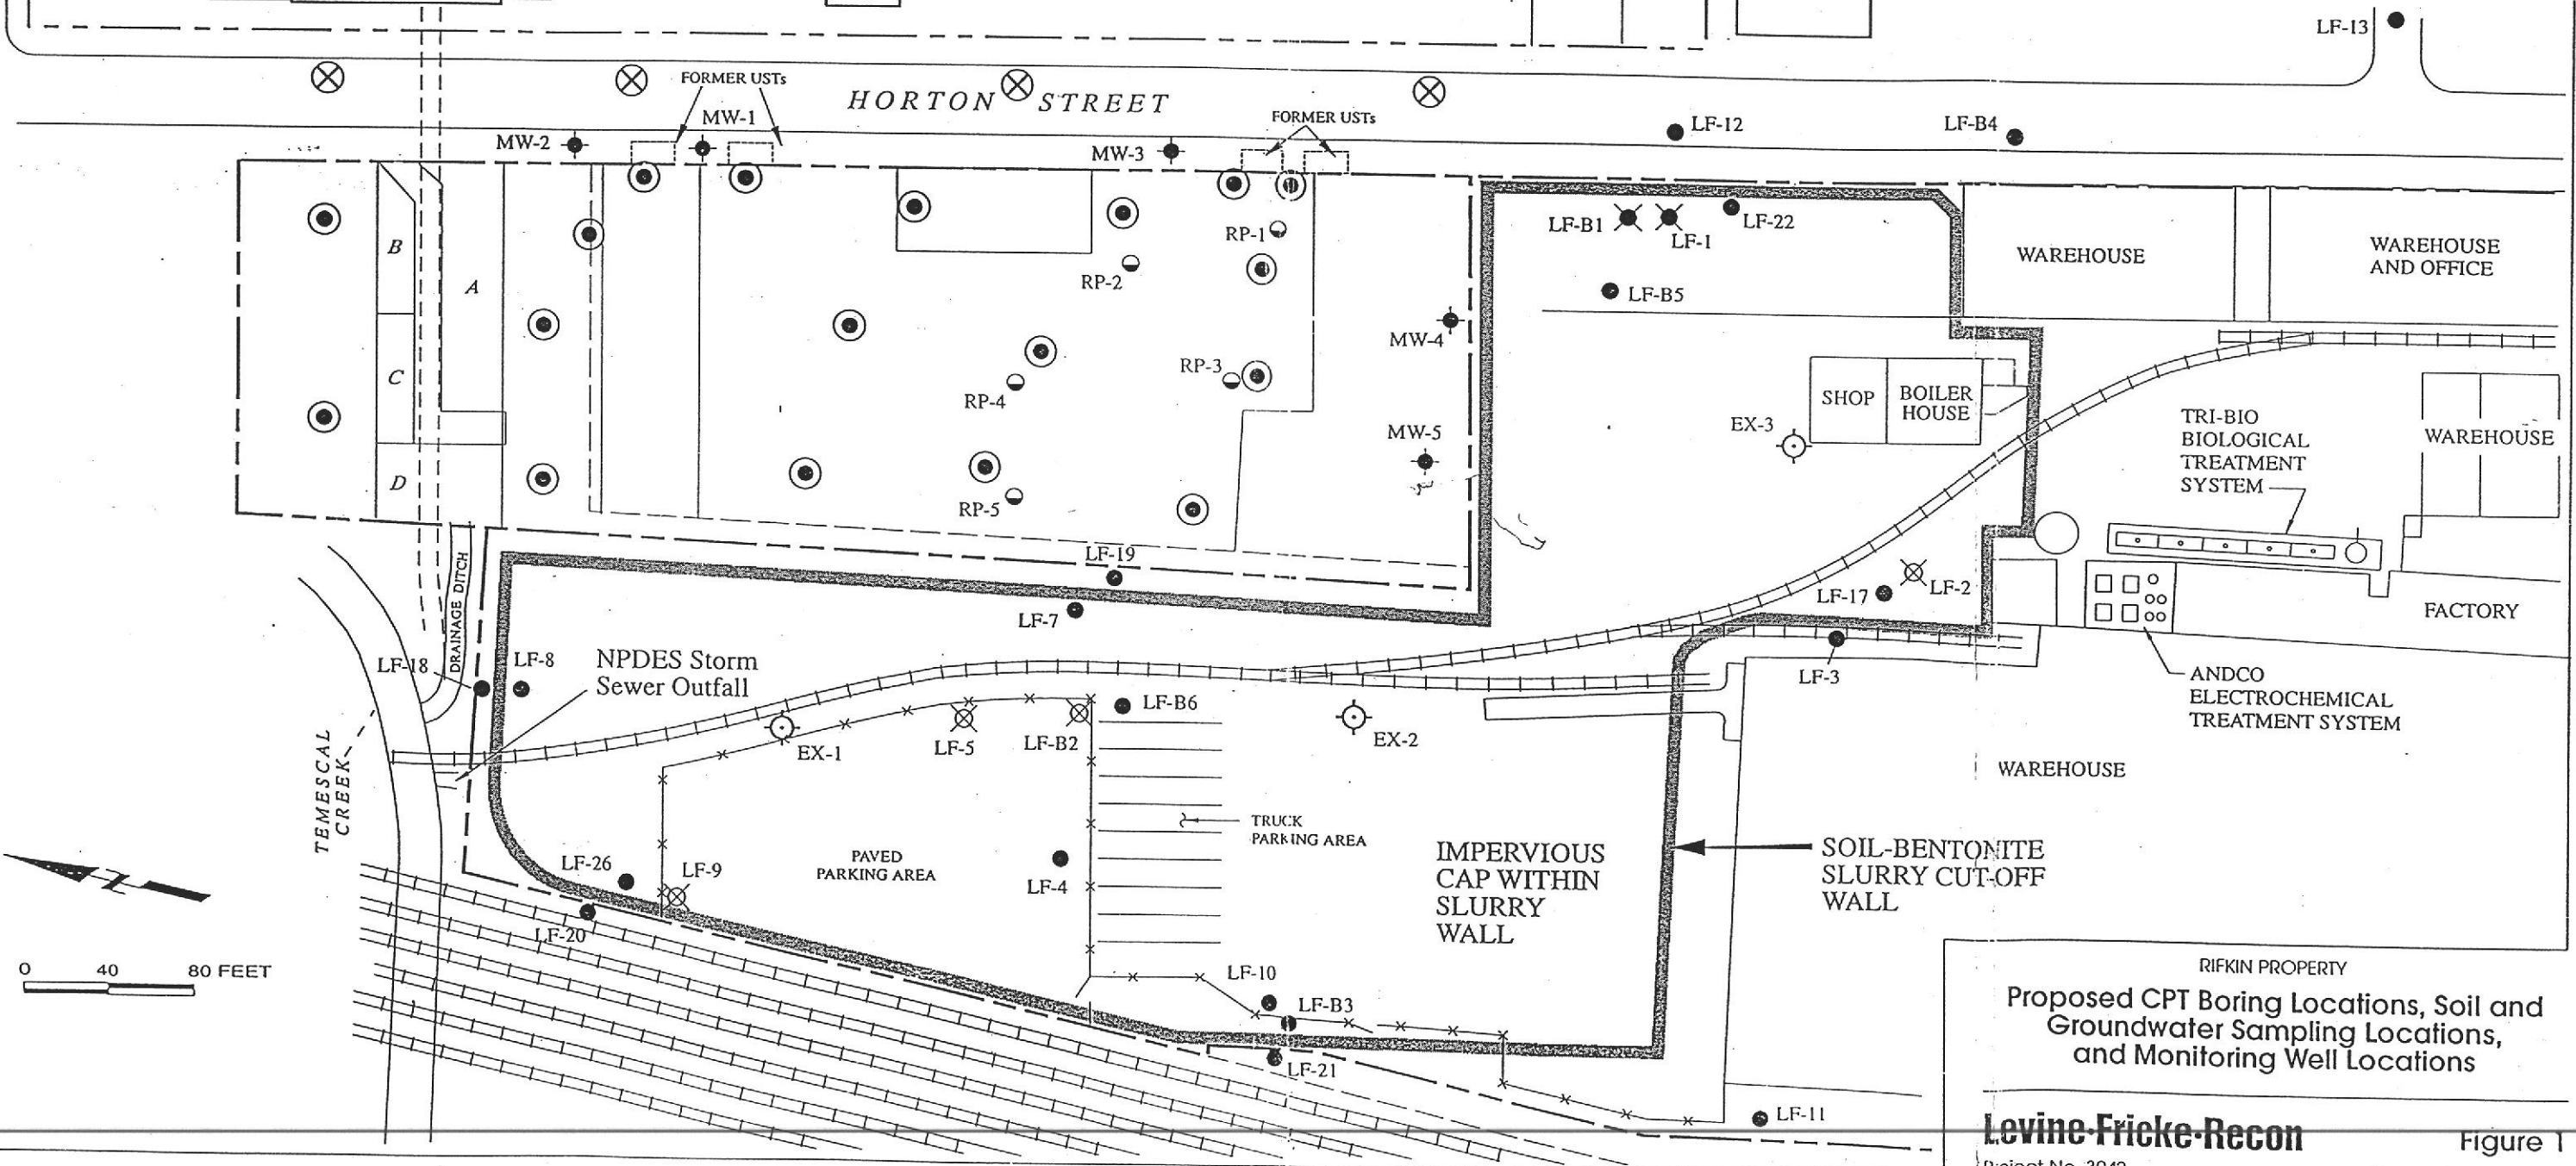 LF-13
FORMER USTs
HORTON STREET
MW-1
FORMER USTs
LF-12
LF-B4
MW-2
MW-3
B
A
C
D
RP-1
RP-2
RP-3
RP-4
RP-5
MW-4
MW-5
LF-B1
LF-1
LF-22
LF-B5
WAREHOUSE
WAREHOUSE
AND OFFICE
SHOP
BOILER
HOUSE
EX-3
TRI-BIO
BIOLOGICAL
TREATMENT
SYSTEM
WAREHOUSE
LF-19
LF-7
LF-17
LF-2
FACTORY
DRAINAGE DITCH
LF-18
LF-8
NPDES Storm
Sewer Outfall
LF-3
ANDCO
ELECTROCHEMICAL
TREATMENT SYSTEM
TEMESCAL
CREEK
EX-1
LF-5
LF-B2
LF-B6
EX-2
WAREHOUSE
TRUCK
PARKING AREA
PAVED
PARKING AREA
LF-26
LF-9
LF-4
IMPERVIOUS
CAP WITHIN
SLURRY
WALL
SOIL-BENTONITE
SLURRY CUT-OFF
WALL
LF-20
0 40 80 FEET
LF-10
LF-B3
LF-21
LF-11
RIFKIN PROPERTY
Proposed CPT Boring Locations, Soil and
Groundwater Sampling Locations,
and Monitoring Well Locations
Levine·Fricke·Recon
Figure 1